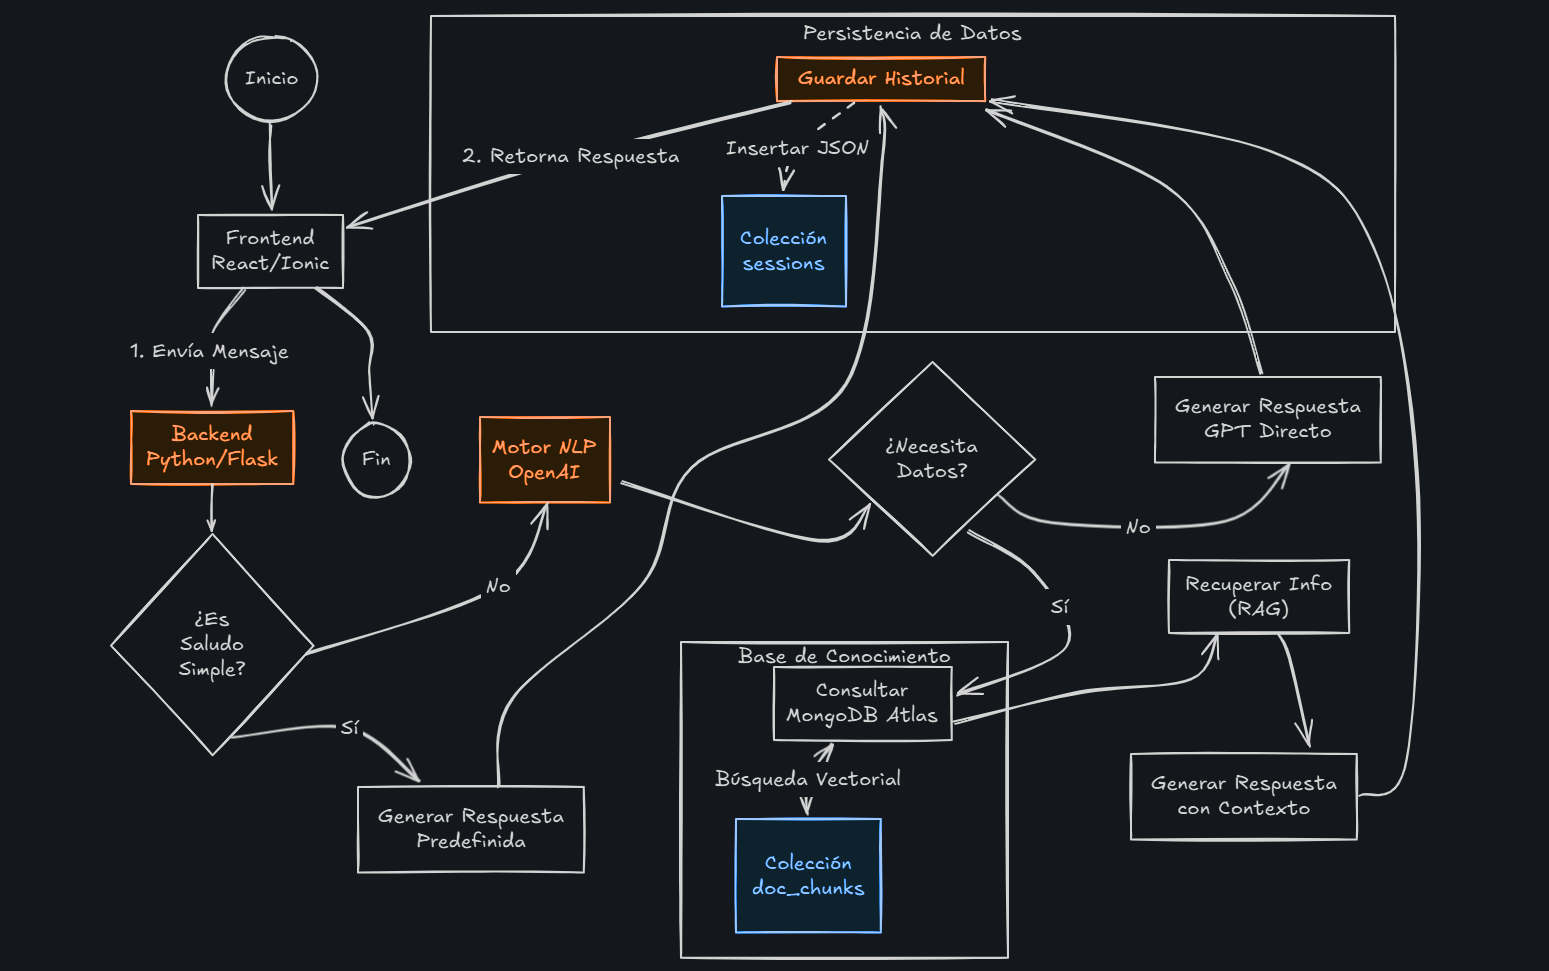 Persistencia de Datos
Inicio
Guardar Historial
2. Retorna Respuesta
Insertar JSON
Frontend
React/Ionic
Colección
sessions
1. Envía Mensaje
Backend
Python/Flask
Fin
Motor NLP
OpenAI
¿Necesita
Datos?
Generar Respuesta
GPT Directo
No
No
Sí
Recuperar Info
(RAG)
¿Es
Saludo
Simple?
Base de Conocimiento
Consultar
MongoDB Atlas
Sí
Búsqueda Vectorial
Generar Respuesta
Predefinida
Generar Respuesta
con Contexto
Colección
doc_chunks